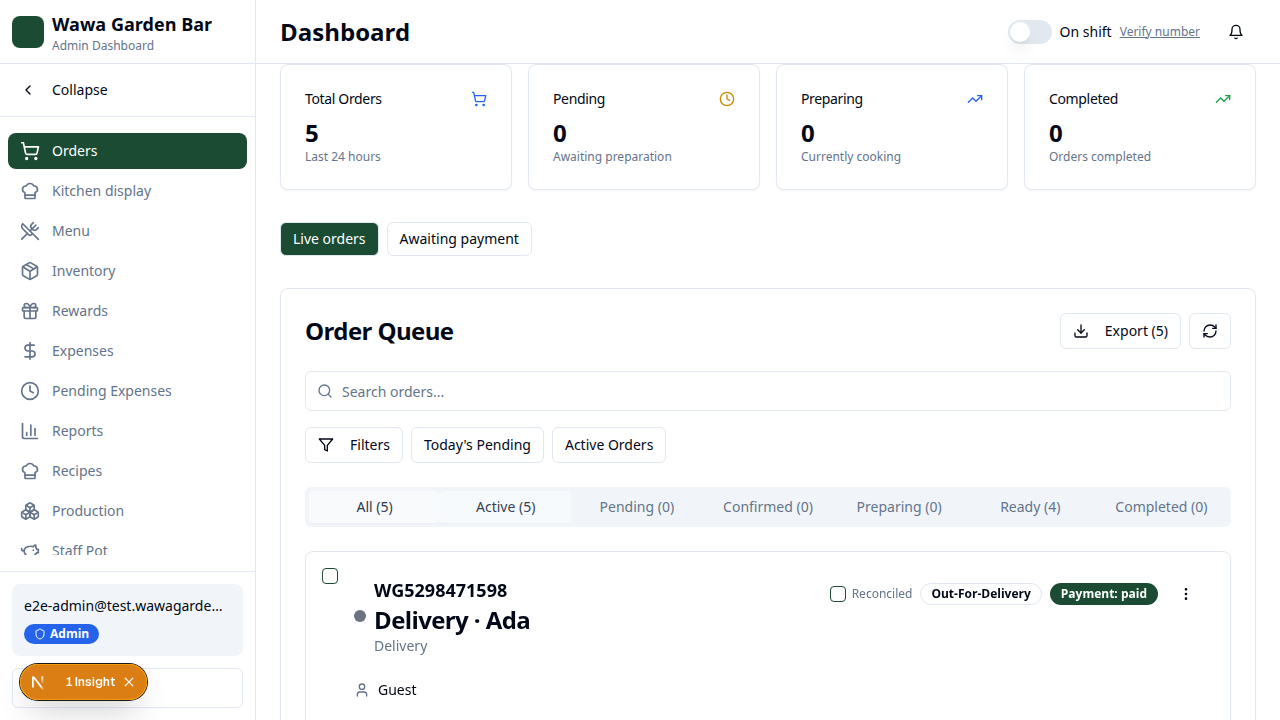 Wawa Garden Bar
Admin Dashboard
Collapse
Orders
Kitchen display
Menu
Inventory
Rewards
Expenses
Pending Expenses
Reports
Recipes
Production
Staff Pot
e2e-admin@test.wawagarde...
Admin
1 Insight
Dashboard
On shift Verify number
Total Orders
5
Last 24 hours
Pending
0
Awaiting preparation
Preparing
0
Currently cooking
Completed
0
Orders completed
Live orders
Awaiting payment
Order Queue
Export (5)
Search orders...
Filters
Today's Pending
Active Orders
All (5)
Active (5)
Pending (0)
Confirmed (0)
Preparing (0)
Ready (4)
Completed (0)
WG5298471598
Delivery · Ada
Delivery
Reconciled
Out-For-Delivery
Payment: paid
Guest